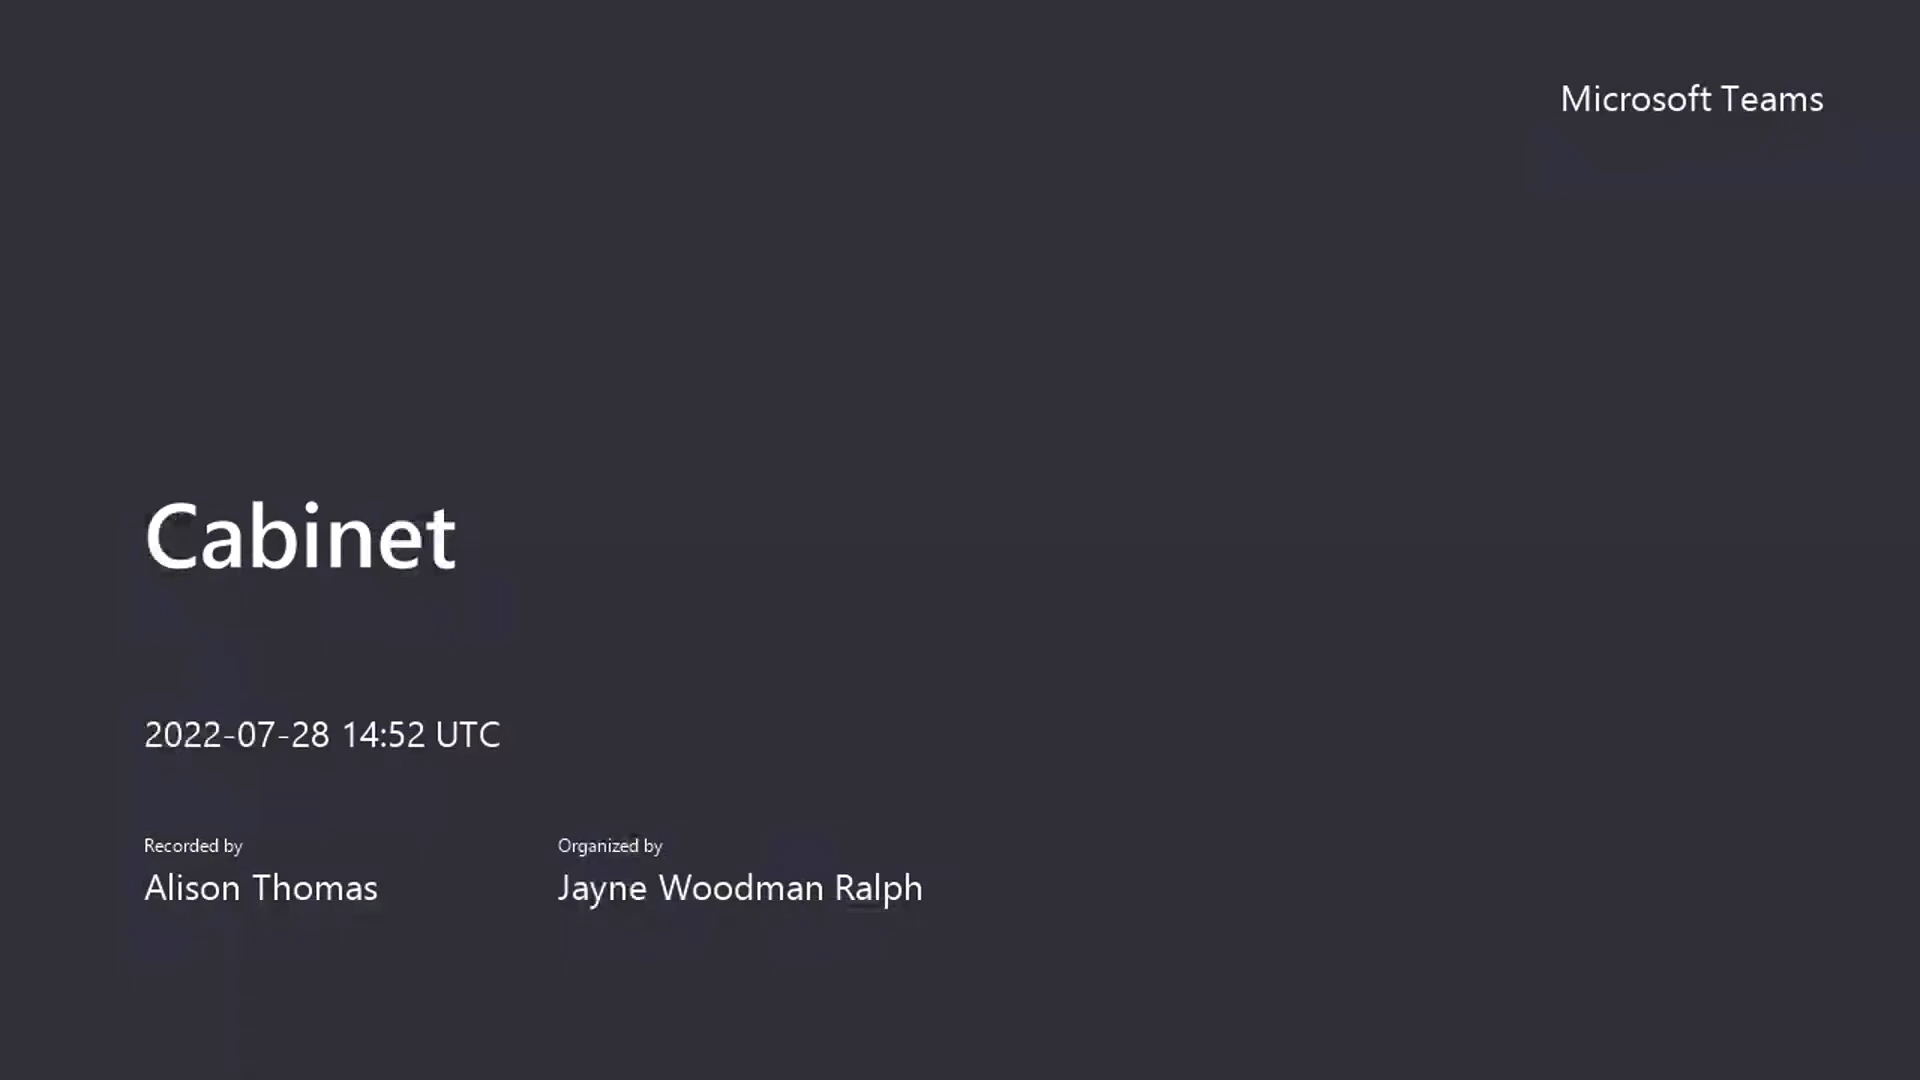 Microsoft Teams
Cabinet
2022-07-28 14:52 UTC
Recorded by
Alison Thomas
Organized by
Jayne Woodman Ralph